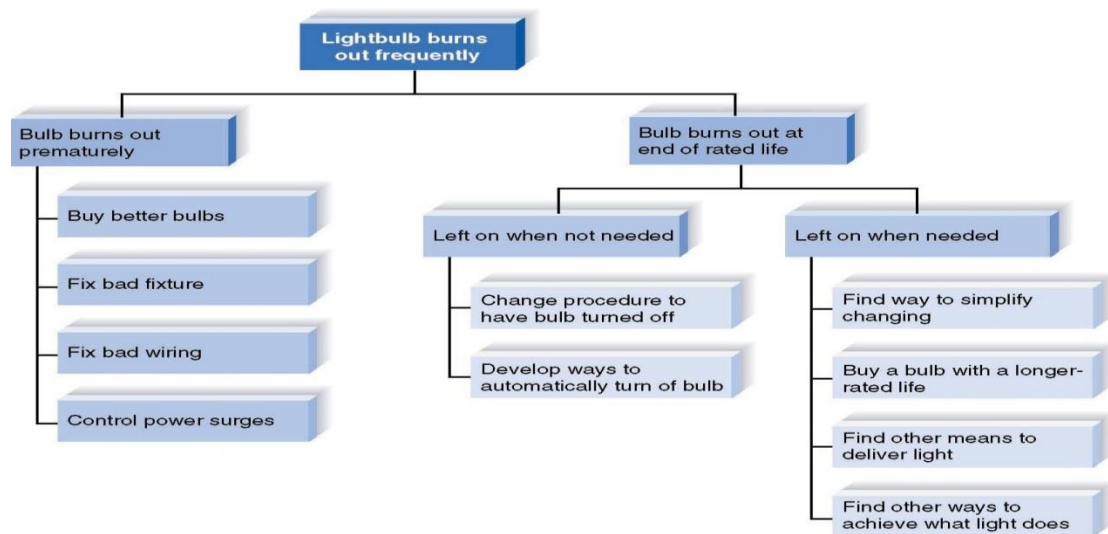 Lightbulb burns
out frequently
Bulb burns out
prematurely
Buy better bulbs
Fix bad fixture
Fix bad wiring
Control power surges
Bulb burns out at
end of rated life
Left on when not needed
Change procedure to
have bulb turned off
Develop ways to
automatically turn of bulb
Left on when needed
Find way to simplify
changing
Buy a bulb with a longer-
rated life
Find other means to
deliver light
Find other ways to
achieve what light does